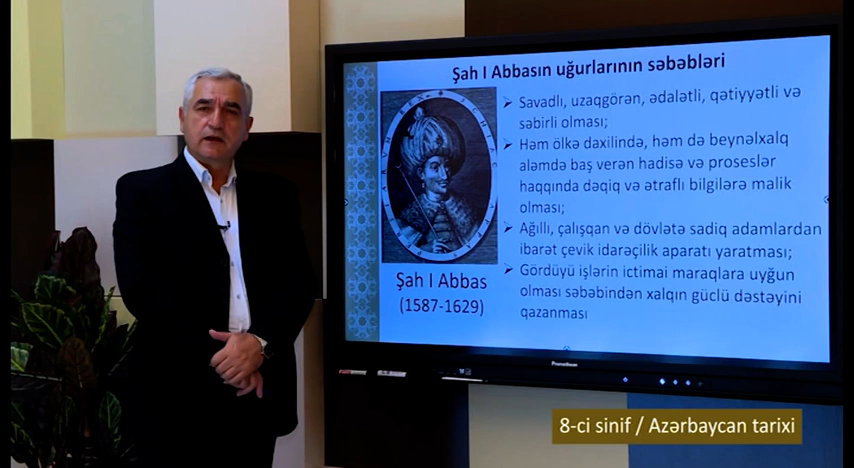 Şah I Abbasın uğurlarının səbəbləri
Şah I Abbas
(1587-1629)
➢ Savadlı, uzaqgörən, ədalətli, qətiyyətli və
səbirli olması;
➢ Həm ölkə daxilində, həm də beynəlxalq
aləmdə baş verən hadisə və proseslər
haqqında dəqiq və ətraflı bilgilərə malik
olması;
➢ Ağıllı, çalışqan və dövlətə sadiq adamlardan
ibarət çevik idarəçilik aparatı yaratması;
➢ Gördüyü işlərin ictimai maraqlara uyğun
olması səbəbindən xalqın güclü dəstəyini
qazanması
Promethean
8-ci sinif / Azərbaycan tarixi